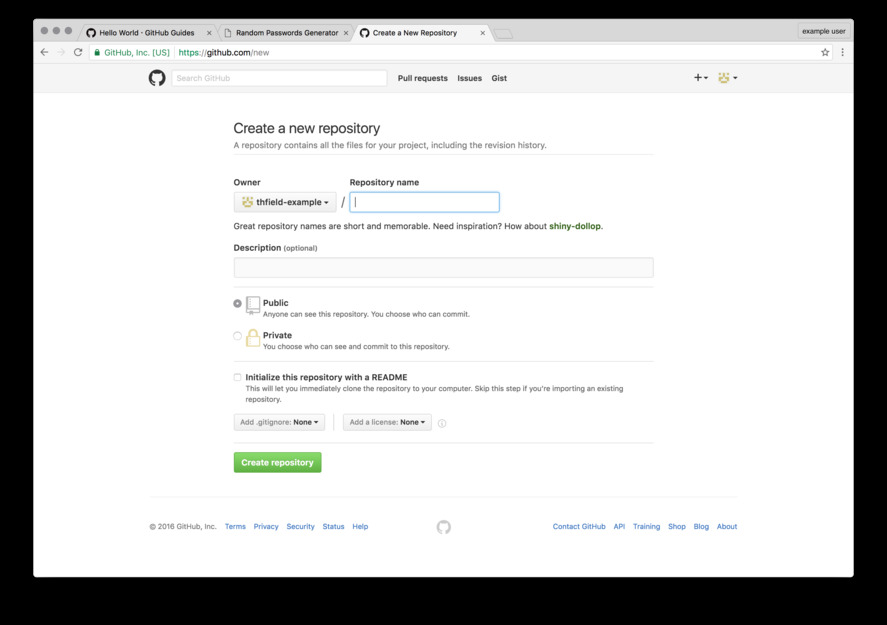 Hello World · GitHub Guides
Random Passwords Generator
Create a New Repository
example user
GitHub, Inc. [US]
https://github.com/new
Search GitHub
Pull requests
Issues
Gist
Create a new repository
A repository contains all the files for your project, including the revision history.
Owner
Repository name
thfield-example
/
Great repository names are short and memorable. Need inspiration? How about shiny-dollop.
Description (optional)
Public
Anyone can see this repository. You choose who can commit.
Private
You choose who can see and commit to this repository.
Initialize this repository with a README
This will let you immediately clone the repository to your computer. Skip this step if you're importing an existing
repository.
Add .gitignore: None
Add a license: None
Create repository
© 2016 GitHub, Inc.
Terms
Privacy
Security
Status
Help
Contact GitHub
API
Training
Shop
Blog
About